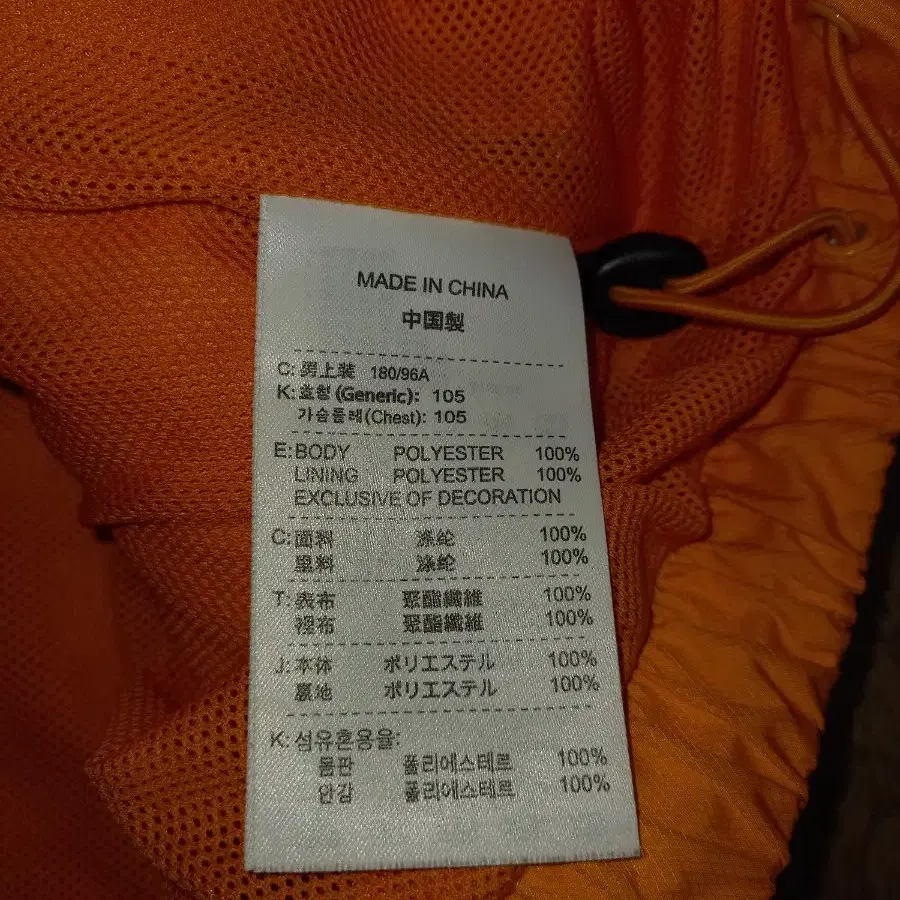 MADE IN CHINA
中国製
C: 男上装 180/96A
K: 호칭 (Generic): 105
가슴둘레(Chest): 105
E: BODY POLYESTER 100%
LINING POLYESTER 100%
EXCLUSIVE OF DECORATION
C: 面料 涤纶 100%
里料 涤纶 100%
T: 表布 聚酯纖維 100%
裡布 聚酯纖維 100%
J: 本体 ポリエステル 100%
裏地 ポリエステル 100%
K: 섬유혼용율:
몸판 폴리에스테르 100%
안감 폴리에스테르 100%